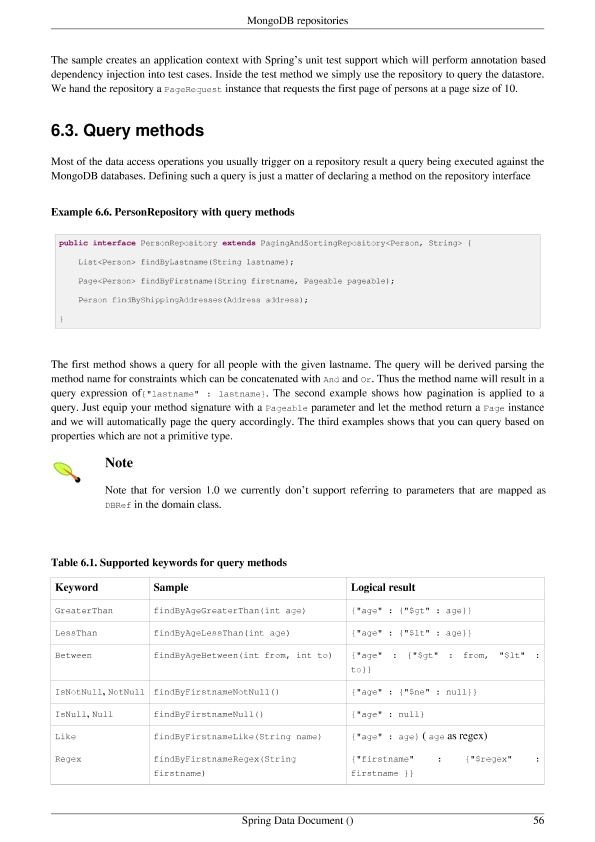 MongoDB repositories
The sample creates an application context with Spring's unit test support which will perform annotation based
dependency injection into test cases. Inside the test method we simply use the repository to query the datastore.
We hand the repository a PageRequest instance that requests the first page of persons at a page size of 10.
6.3. Query methods
Most of the data access operations you usually trigger on a repository result a query being executed against the
MongoDB databases. Defining such a query is just a matter of declaring a method on the repository interface
Example 6.6. PersonRepository with query methods
public interface PersonRepository extends PagingAndSortingRepository<Person, String> {
List<Person> findByLastname(String lastname);
Page<Person> findByFirstname(String firstname, Pageable pageable);
Person findByShippingAddresses(Address address);
}
The first method shows a query for all people with the given lastname. The query will be derived parsing the
method name for constraints which can be concatenated with And and Or. Thus the method name will result in a
query expression of{"lastname" : lastname}. The second example shows how pagination is applied to a
query. Just equip your method signature with a Pageable parameter and let the method return a Page instance
and we will automatically page the query accordingly. The third examples shows that you can query based on
properties which are not a primitive type.
Note
Note that for version 1.0 we currently don't support referring to parameters that are mapped as
DBRef in the domain class.
Table 6.1. Supported keywords for query methods
Keyword Sample Logical result
GreaterThan findByAgeGreaterThan(int age) {"age" : {"$gt" : age}}
LessThan findByAgeLessThan(int age) {"age" : {"$lt" : age}}
Between findByAgeBetween(int from, int to) {"age" : {"$gt" : from, "$lt" :
to}}
IsNotNull, NotNull findByFirstnameNotNull() {"age" : {"$ne" : null}}
IsNull, Null findByFirstnameNull() {"age" : null}
Like findByFirstnameLike(String name) {"age" : age} ( age as regex)
Regex findByFirstnameRegex(String {"firstname" : {"$regex" :
firstname) firstname }}
Spring Data Document () 56